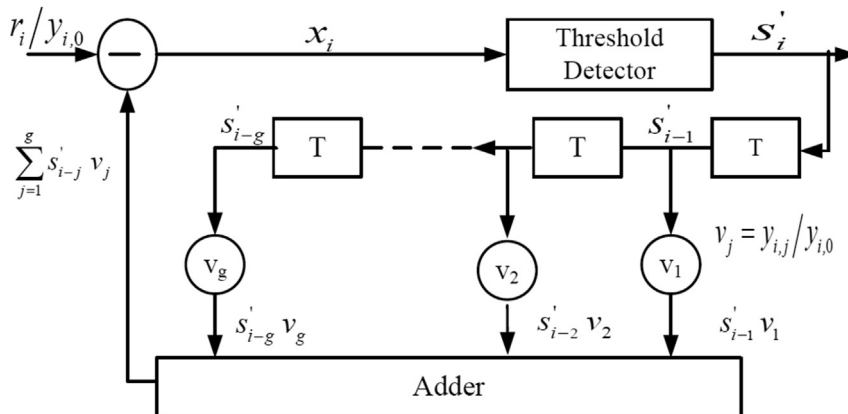 r_i/y_{i,0}
−
x_i
Threshold
Detector
s'_i
\sum_{j=1}^{g} s'_{i-j} v_j
s'_{i-g}
T
T
s'_{i-1}
T
v_g
v_2
v_1
v_j = y_{i,j}/y_{i,0}
s'_{i-g} v_g
s'_{i-2} v_2
s'_{i-1} v_1
Adder